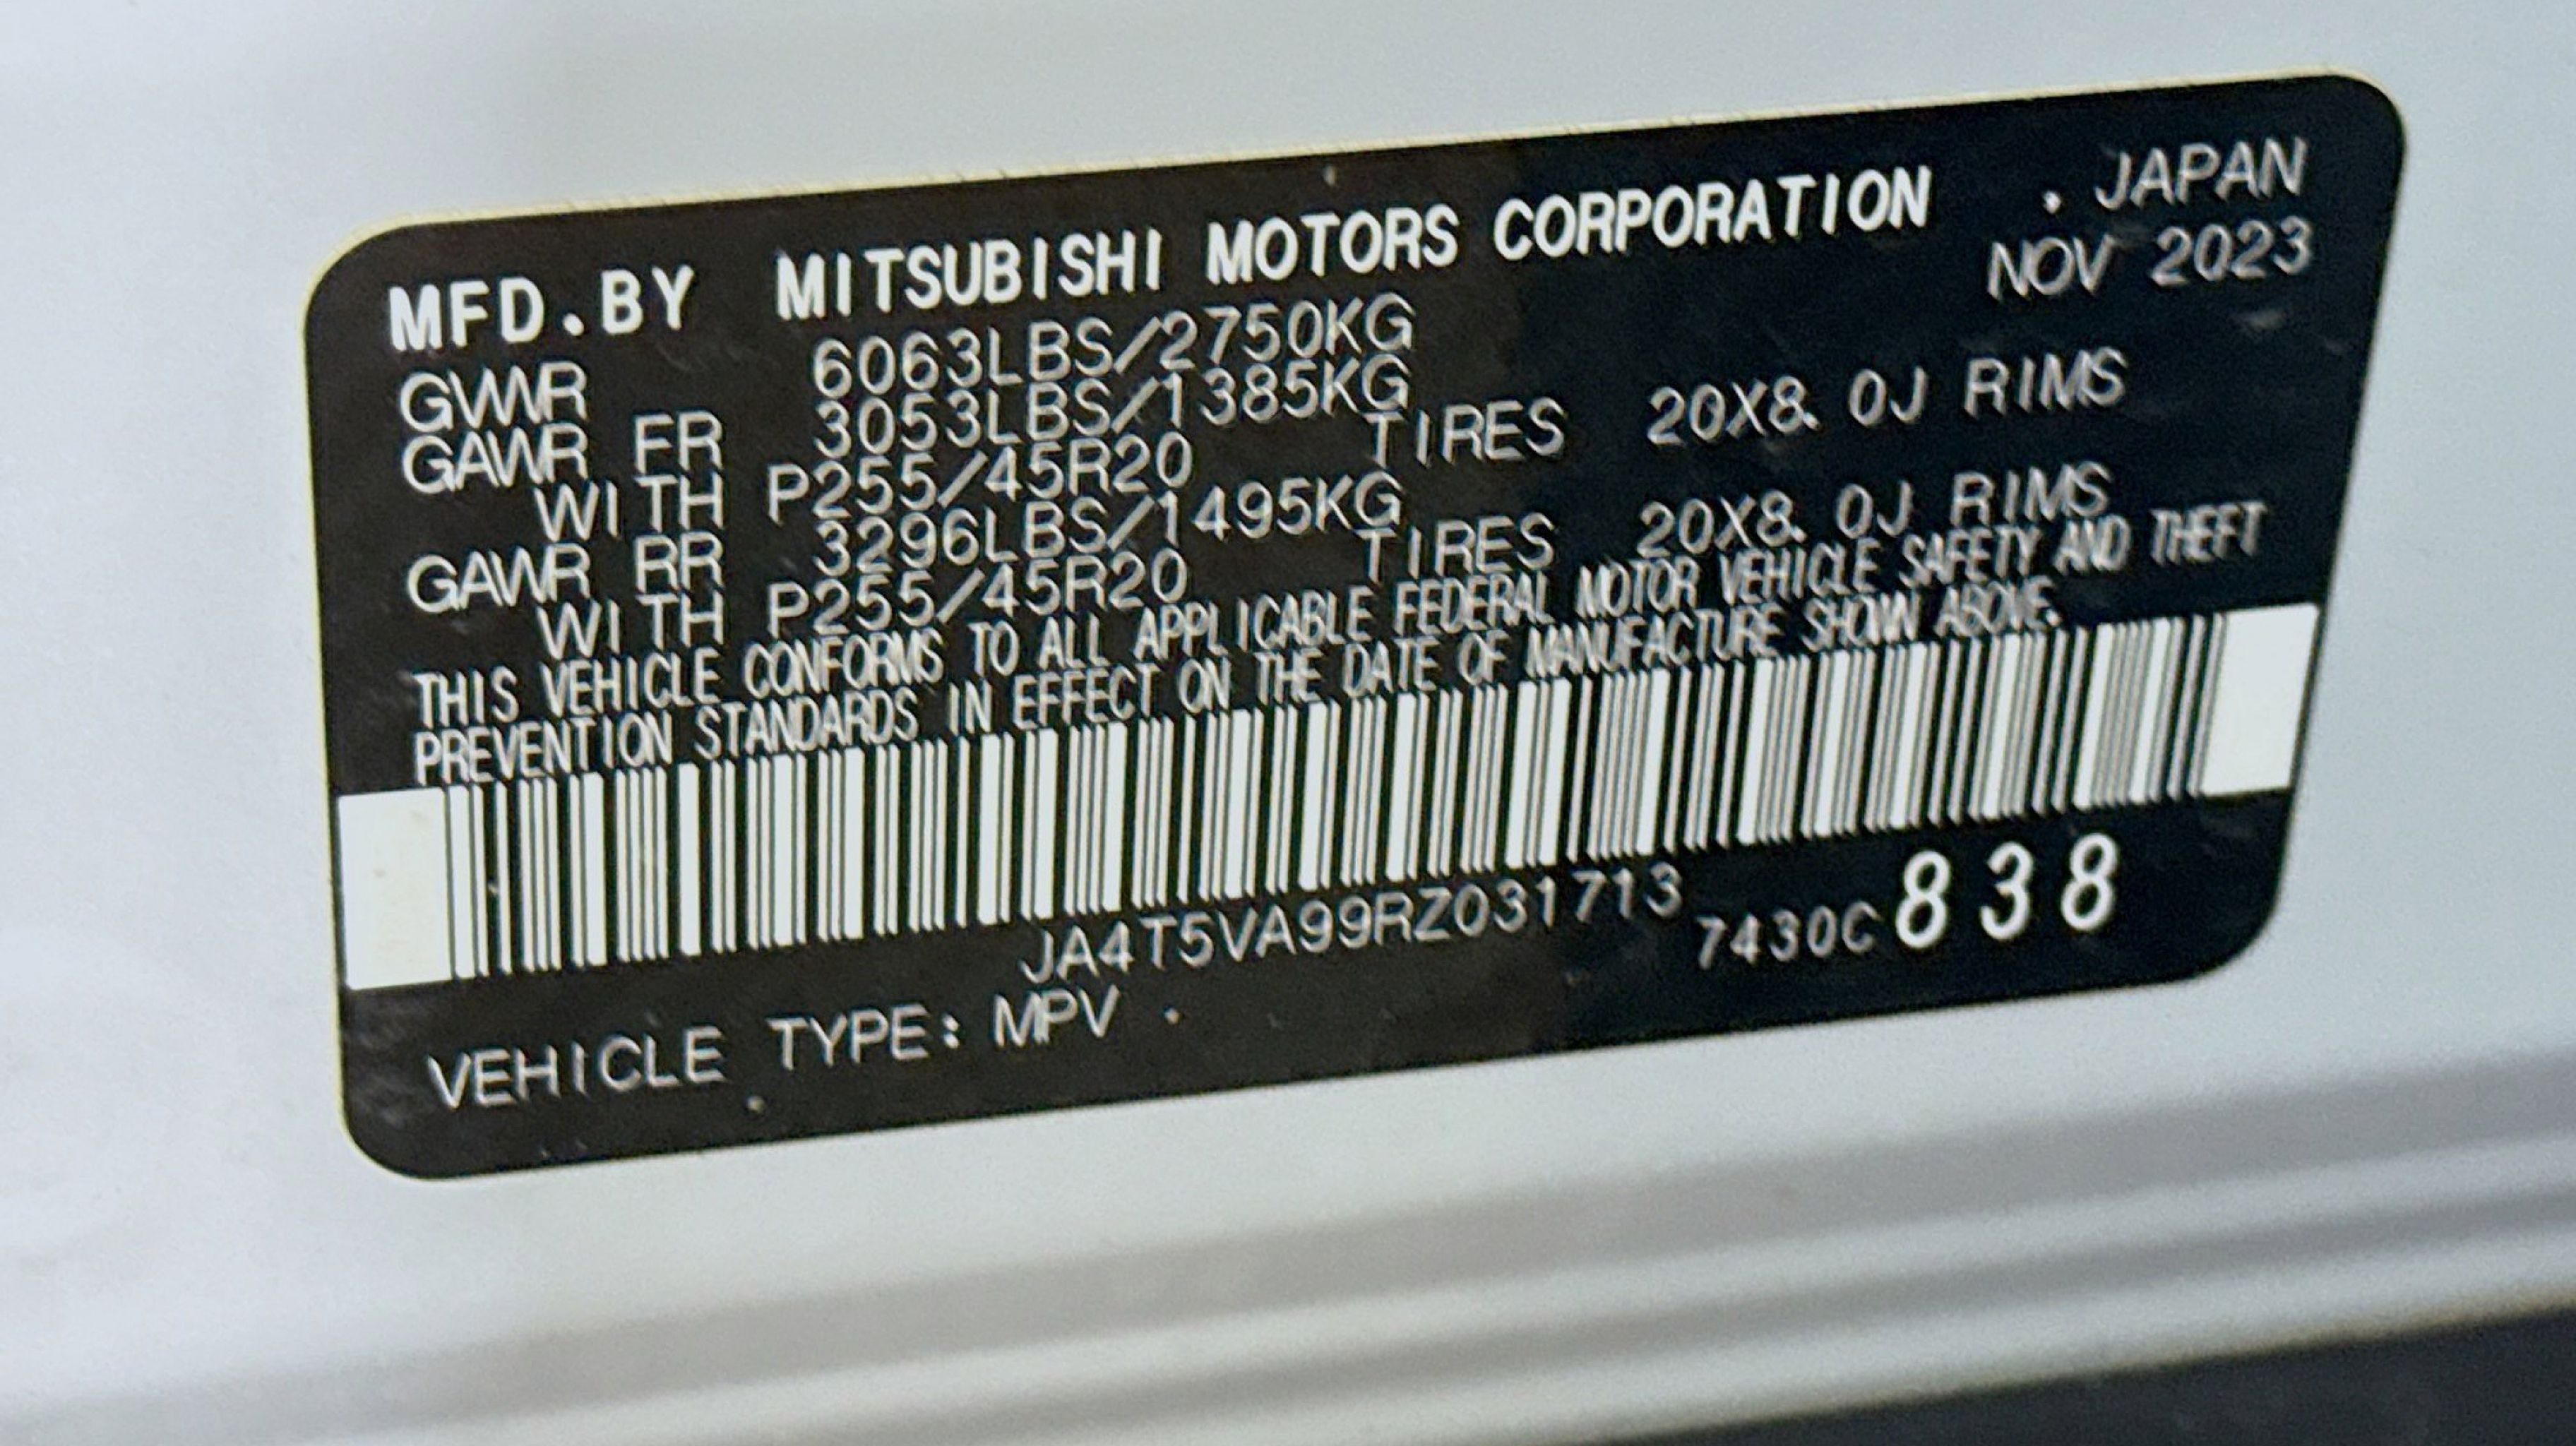 MFD.BY MITSUBISHI MOTORS CORPORATION . JAPAN
NOV 2023
GVWR 6063LBS/2750KG
GAWR FR 3053LBS/1385KG
WITH P255/45R20 TIRES 20X8.0J RIMS
GAWR RR 3296LBS/1495KG
WITH P255/45R20 TIRES 20X8.0J RIMS
THIS VEHICLE CONFORMS TO ALL APPLICABLE FEDERAL MOTOR VEHICLE SAFETY AND THEFT
PREVENTION STANDARDS IN EFFECT ON THE DATE OF MANUFACTURE SHOWN ABOVE.
JA4T5VA99RZ031713 7430C838
VEHICLE TYPE: MPV